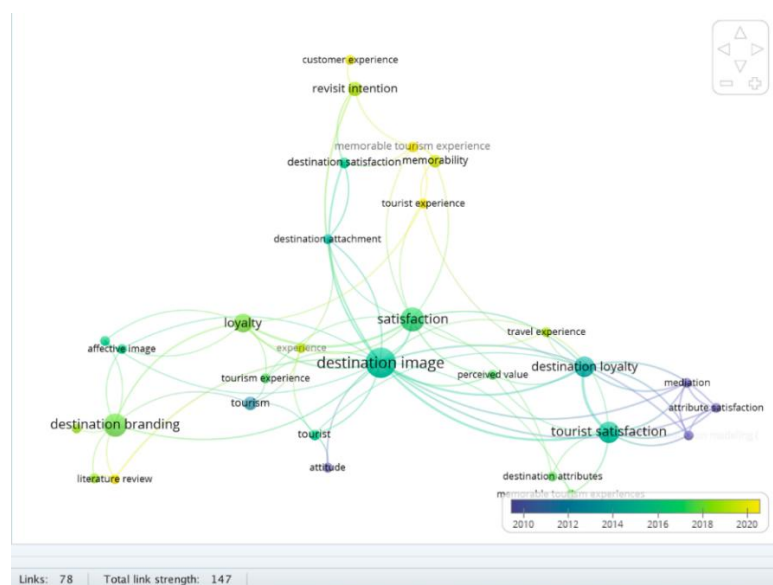 customer experience
revisit intention
memorable tourism experience
destination satisfaction
memorability
tourist experience
destination attachment
satisfaction
loyalty
travel experience
affective image
experience
destination image
destination loyalty
perceived value
tourism experience
mediation
tourism
attribute satisfaction
destination branding
tourist satisfaction
tourist
attitude
destination attributes
literature review
memorable tourism experiences
2010 2012 2014 2016 2018 2020
Links: 78 Total link strength: 147